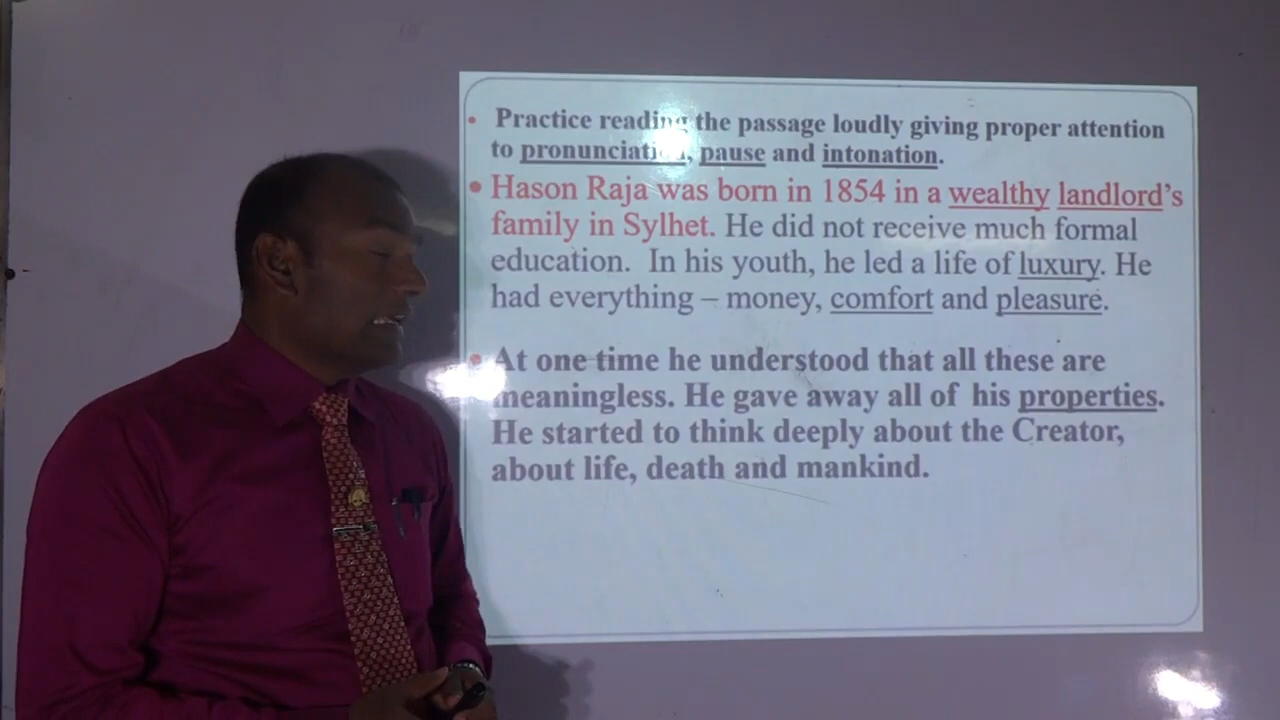 • Practice reading the passage loudly giving proper attention
to pronunciation, pause and intonation.
• Hason Raja was born in 1854 in a wealthy landlord's
family in Sylhet. He did not receive much formal
education. In his youth, he led a life of luxury. He
had everything – money, comfort and pleasure.
• At one time he understood that all these are
meaningless. He gave away all of his properties.
He started to think deeply about the Creator,
about life, death and mankind.